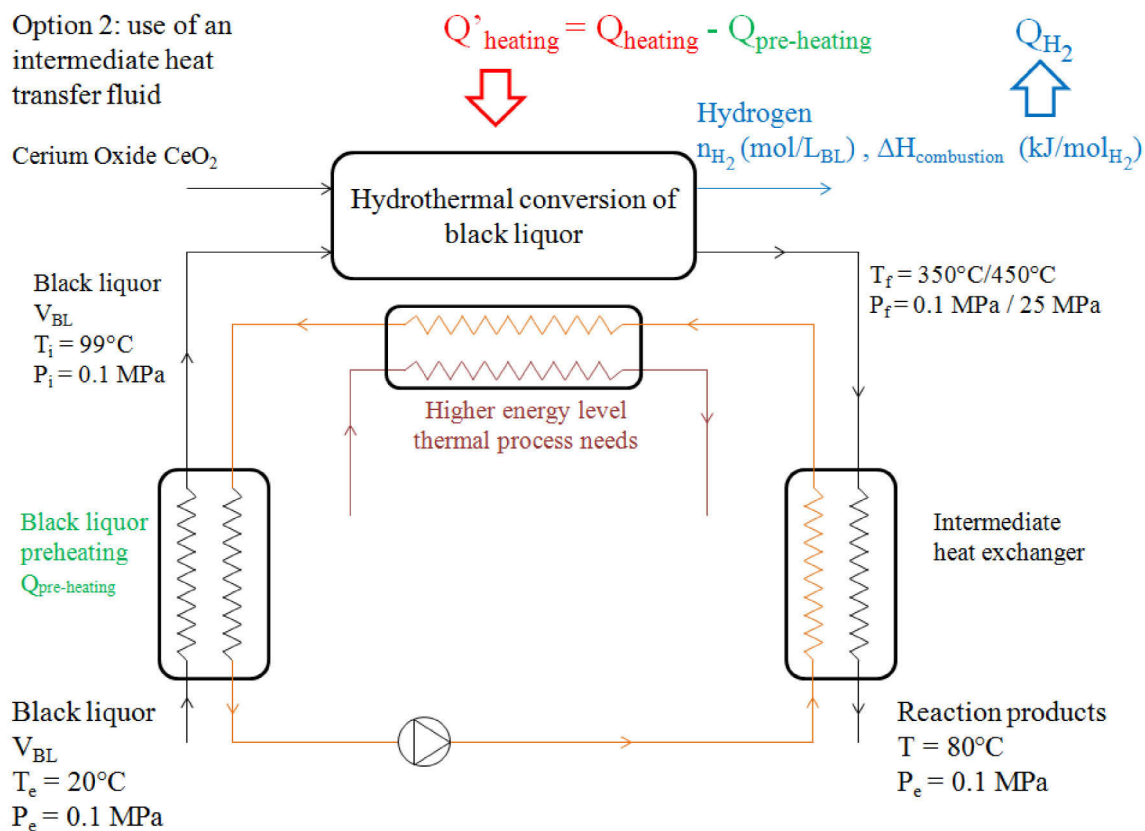 Option 2: use of an
intermediate heat
transfer fluid
Q’heating = Qheating - Qpre-heating
QH2
Hydrogen
nH2 (mol/LBL) , ΔHcombustion (kJ/molH2)
Cerium Oxide CeO2
Hydrothermal conversion of
black liquor
Black liquor
VBL
Ti = 99°C
Pi = 0.1 MPa
Tf = 350°C/450°C
Pf = 0.1 MPa / 25 MPa
Higher energy level
thermal process needs
Black liquor
preheating
Qpre-heating
Intermediate
heat exchanger
Black liquor
VBL
Te = 20°C
Pe = 0.1 MPa
Reaction products
T = 80°C
Pe = 0.1 MPa